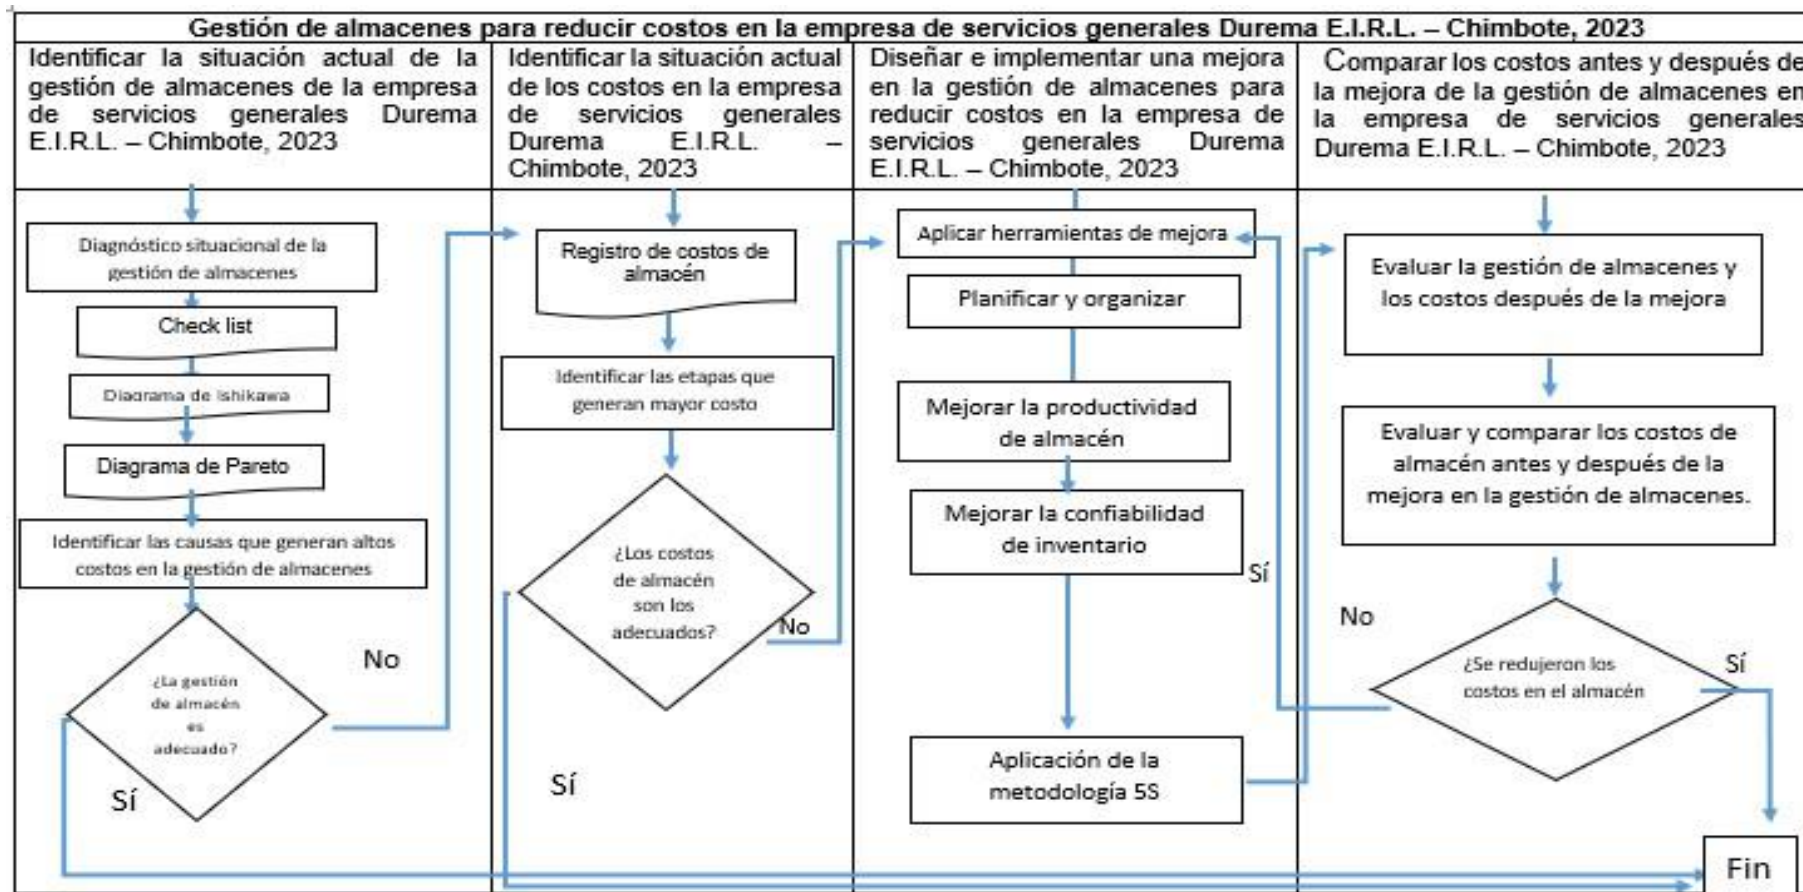 Gestión de almacenes para reducir costos en la empresa de servicios generales Durema E.I.R.L. – Chimbote, 2023
Identificar la situación actual de la
gestión de almacenes de la empresa
de servicios generales Durema
E.I.R.L. – Chimbote, 2023
Identificar la situación actual
de los costos en la empresa
de servicios generales
Durema E.I.R.L. –
Chimbote, 2023
Diseñar e implementar una mejora
en la gestión de almacenes para
reducir costos en la empresa de
servicios generales Durema
E.I.R.L. – Chimbote, 2023
Comparar los costos antes y después de
la mejora de la gestión de almacenes en
la empresa de servicios generales
Durema E.I.R.L. – Chimbote, 2023
Diagnóstico situacional de la
gestión de almacenes
Check list
Diagrama de Ishikawa
Diagrama de Pareto
Identificar las causas que generan altos
costos en la gestión de almacenes
¿La gestión
de almacén
es
adecuado?
No
Sí
Registro de costos de
almacén
Identificar las etapas que
generan mayor costo
¿Los costos
de almacén
son los
adecuados?
No
Sí
Aplicar herramientas de mejora
Planificar y organizar
Mejorar la productividad
de almacén
Mejorar la confiabilidad
de inventario
Sí
Aplicación de la
metodología 5S
Evaluar la gestión de almacenes y
los costos después de la mejora
Evaluar y comparar los costos de
almacén antes y después de la
mejora en la gestión de almacenes.
No
¿Se redujeron los
costos en el almacén
Sí
Fin